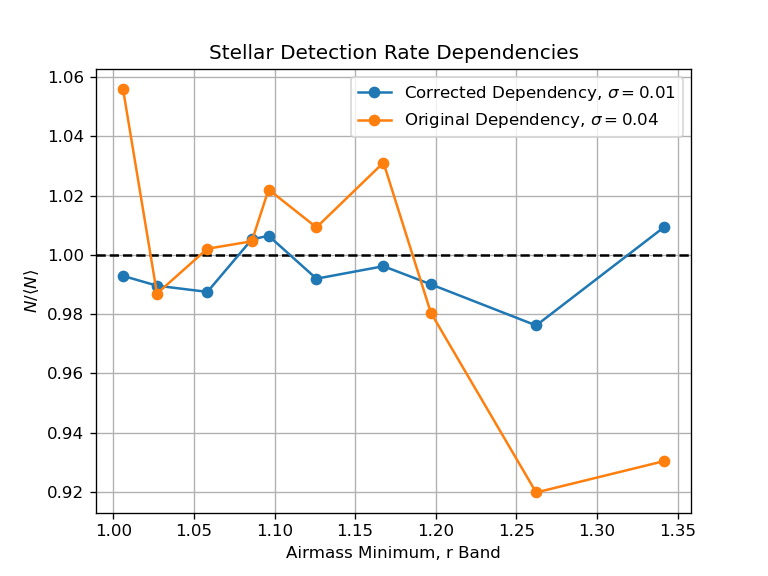 Stellar Detection Rate Dependencies
Corrected Dependency, σ = 0.01
Original Dependency, σ = 0.04
1.06
1.04
1.02
1.00
0.98
0.96
0.94
0.92
N/⟨N⟩
1.00 1.05 1.10 1.15 1.20 1.25 1.30 1.35
Airmass Minimum, r Band